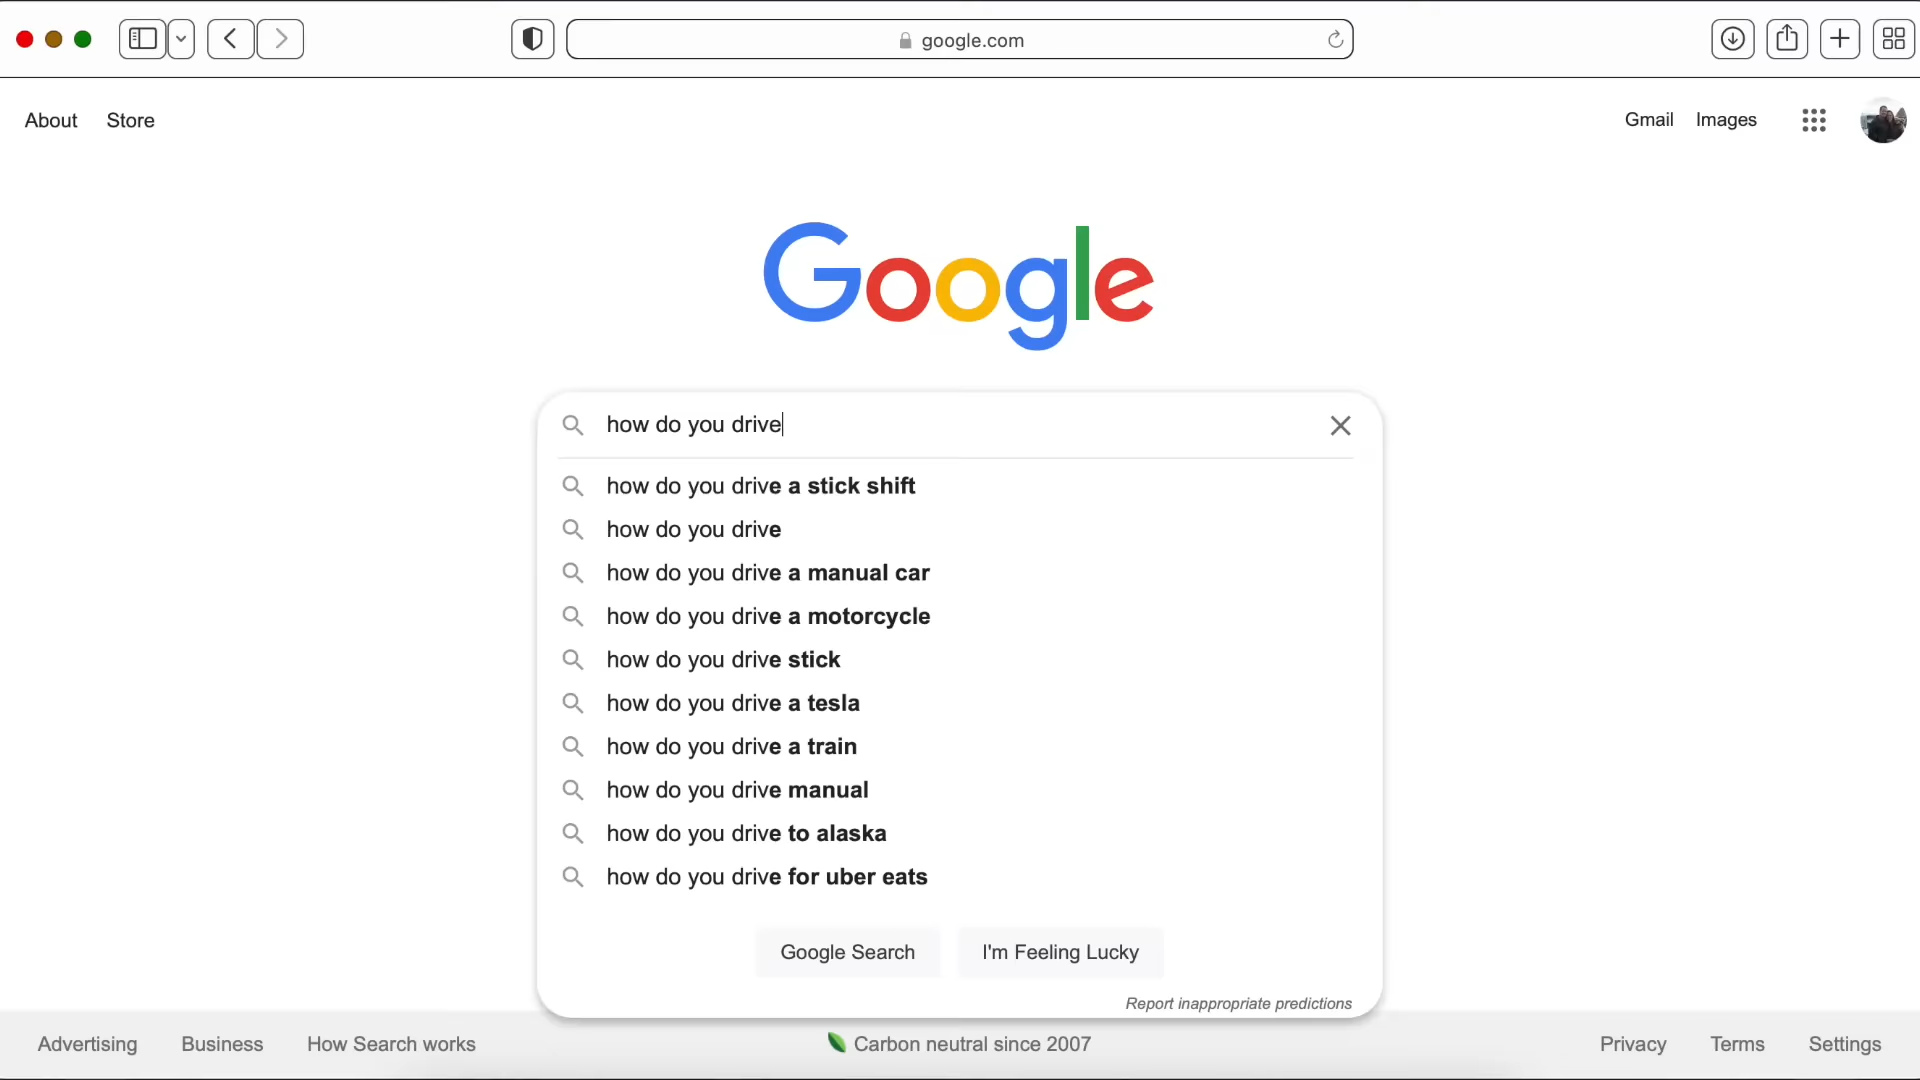 google.com
About Store
Gmail Images
Google
how do you drive
how do you drive a stick shift
how do you drive
how do you drive a manual car
how do you drive a motorcycle
how do you drive stick
how do you drive a tesla
how do you drive a train
how do you drive manual
how do you drive to alaska
how do you drive for uber eats
Google Search I'm Feeling Lucky
Report inappropriate predictions
Advertising Business How Search works Carbon neutral since 2007 Privacy Terms Settings